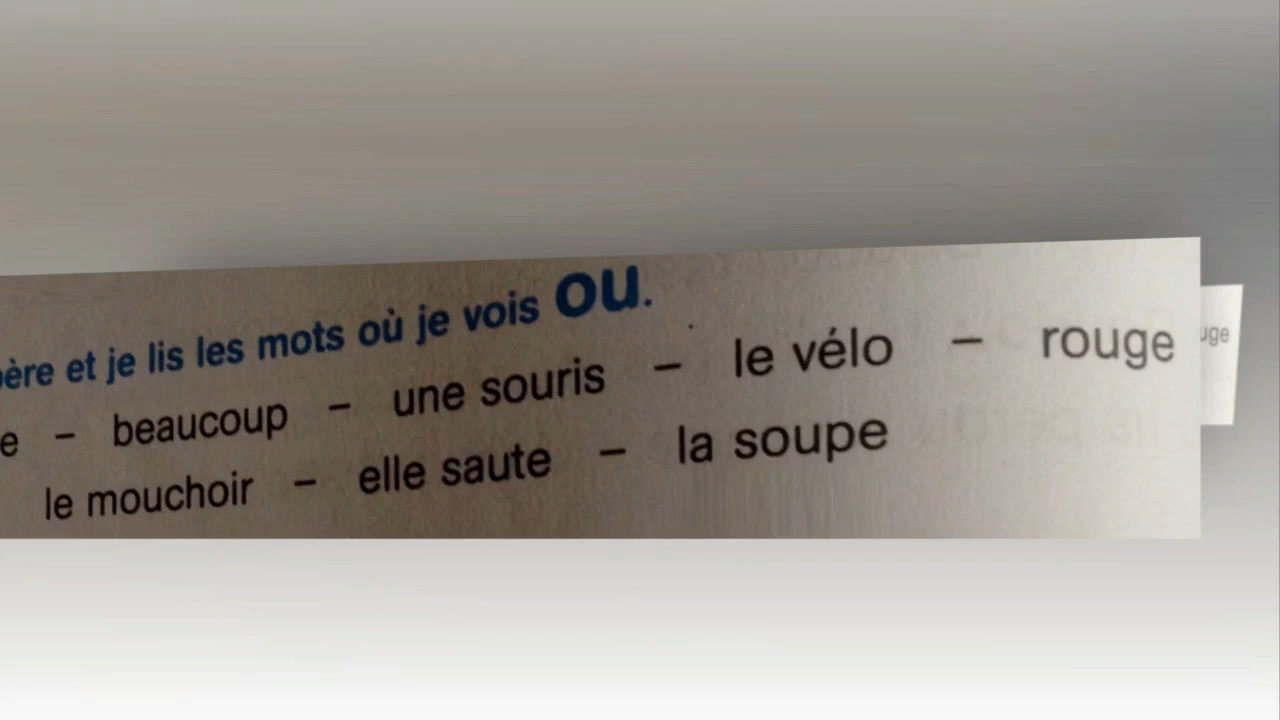 et je lis les mots où je vois ou.
– beaucoup – une souris – le vélo – rouge
le mouchoir – elle saute – la soupe